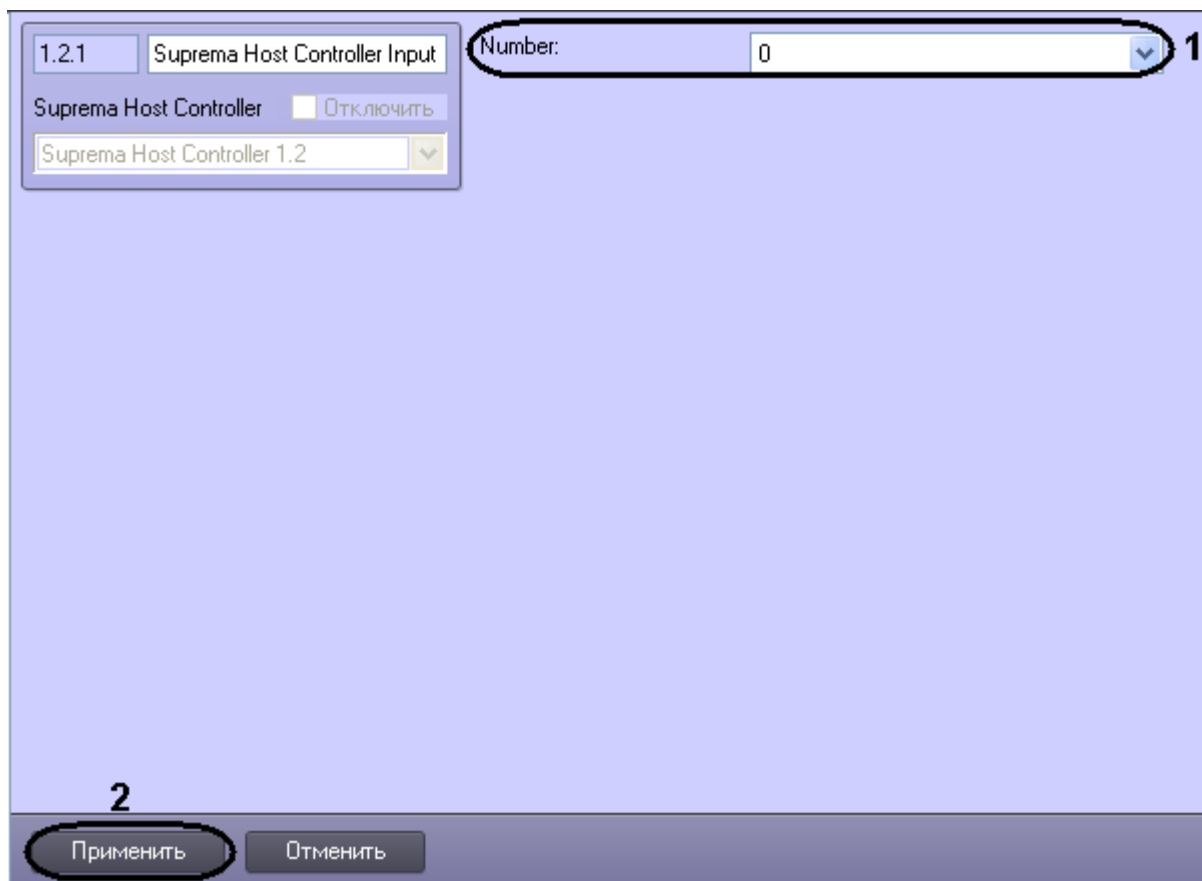 1.2.1 Suprema Host Controller Input
Number: 0 1
Suprema Host Controller Отключить
Suprema Host Controller 1.2
2
Применить Отменить